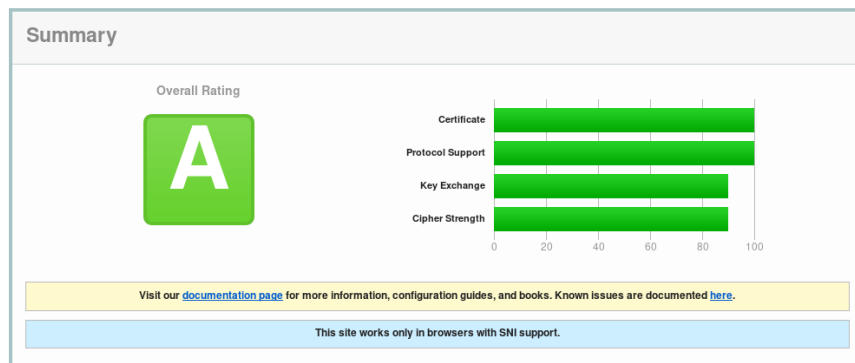 Summary
Overall Rating
A
Certificate
Protocol Support
Key Exchange
Cipher Strength
0 20 40 60 80 100
Visit our documentation page for more information, configuration guides, and books. Known issues are documented here.
This site works only in browsers with SNI support.